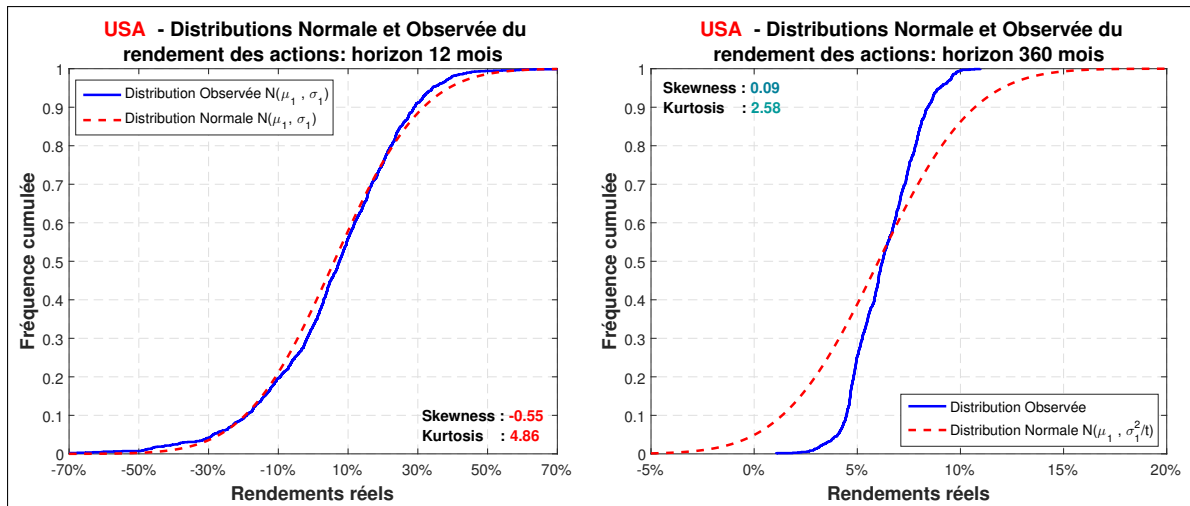 USA - Distributions Normale et Observée du
rendement des actions: horizon 12 mois
1
0.9
0.8
0.7
0.6
0.5
0.4
0.3
0.2
0.1
0
Fréquence cumulée
Distribution Observée N(μ₁ , σ₁)
Distribution Normale N(μ₁, σ₁)
Skewness : -0.55
Kurtosis : 4.86
-70% -50% -30% -10% 10% 30% 50% 70%
Rendements réels
USA - Distributions Normale et Observée du
rendement des actions: horizon 360 mois
1
0.9
0.8
0.7
0.6
0.5
0.4
0.3
0.2
0.1
0
Fréquence cumulée
Skewness : 0.09
Kurtosis : 2.58
Distribution Observée
Distribution Normale N(μ₁ , σ₁²/t)
-5% 0% 5% 10% 15% 20%
Rendements réels